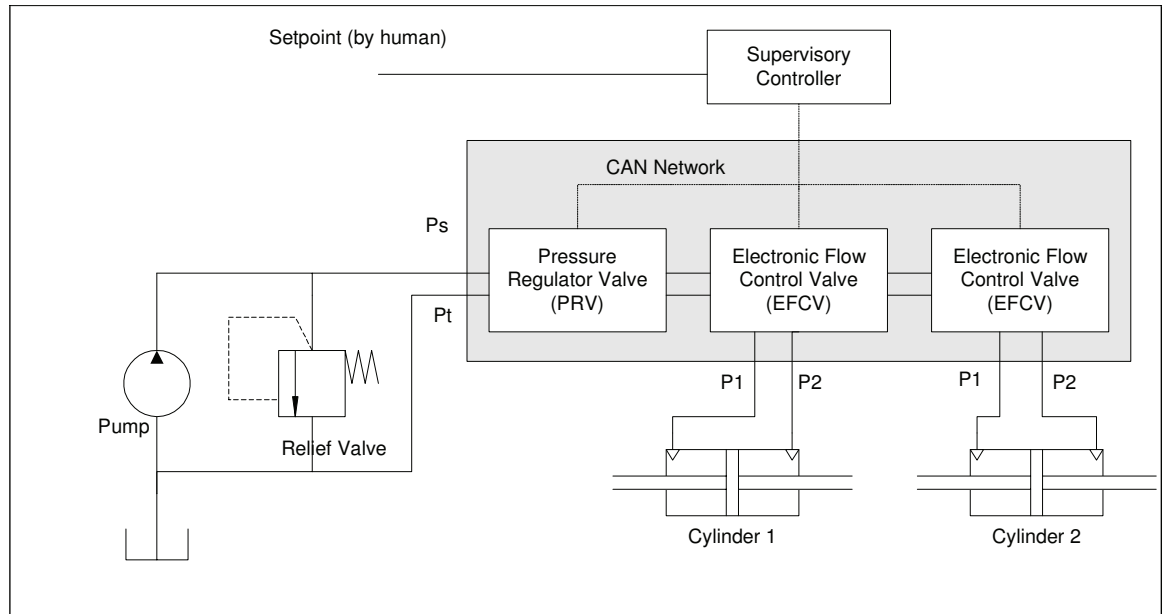 Setpoint (by human)
Supervisory
Controller
CAN Network
Ps
Pressure
Regulator Valve
(PRV)
Electronic Flow
Control Valve
(EFCV)
Electronic Flow
Control Valve
(EFCV)
Pt
P1
P2
P1
P2
Pump
Relief Valve
Cylinder 1
Cylinder 2